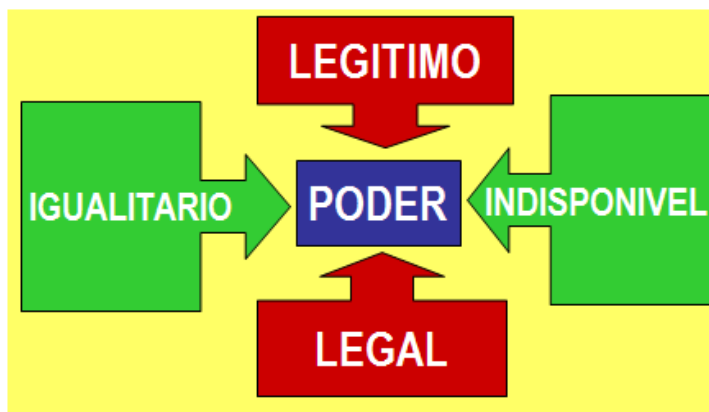 LEGITIMO
IGUALITARIO
PODER
INDISPONIVEL
LEGAL